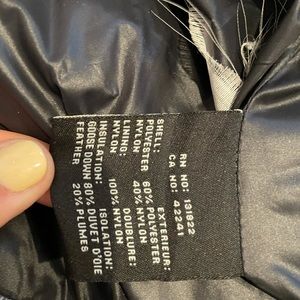 RN NO: 131822
CA NO: 42241
SHELL: EXTERIEUR:
POLYESTER 60% POLYESTER
NYLON 40% NYLON
LINING: DOUBLURE:
NYLON 100% NYLON
INSULATION: ISOLATION:
GOOSE DOWN 80% DUVET D'OIE
FEATHER 20% PLUMES